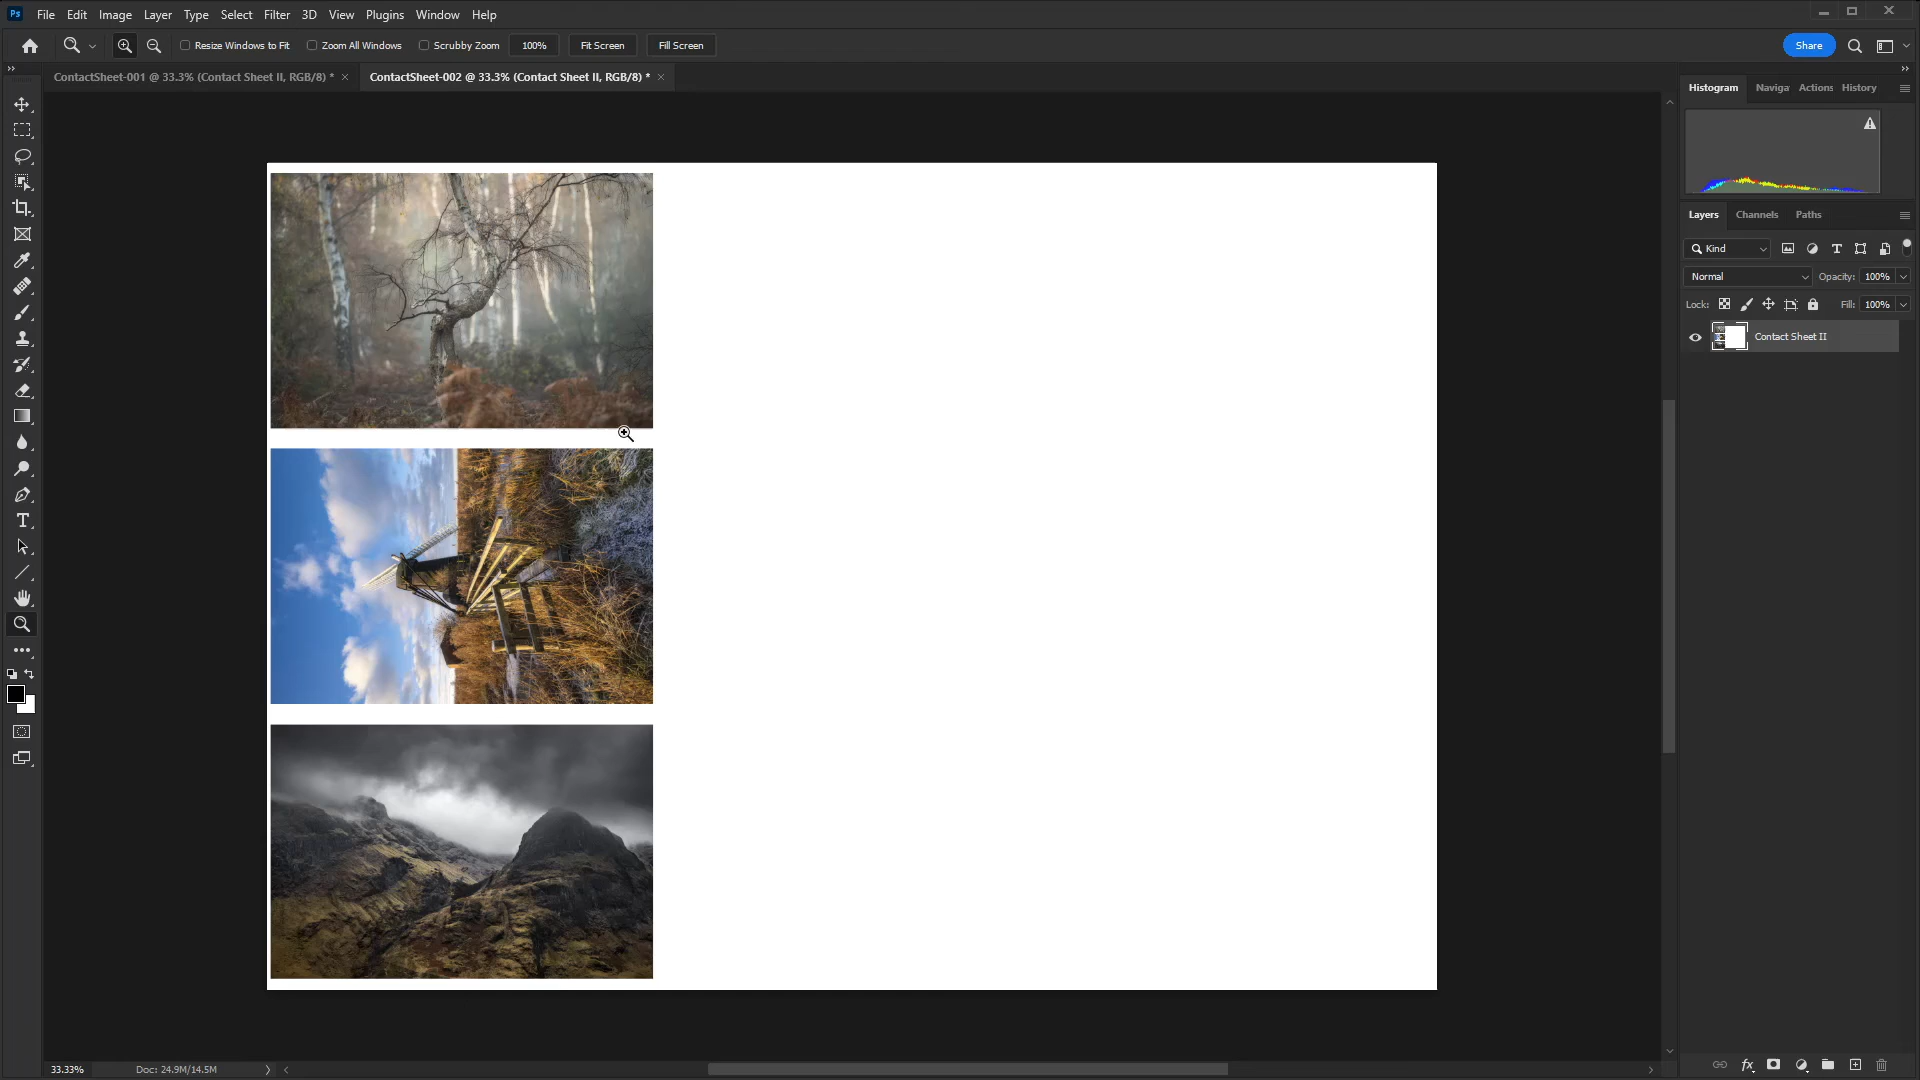 Ps File Edit Image Layer Type Select Filter 3D View Plugins Window Help
Resize Windows to Fit Zoom All Windows Scrubby Zoom 100% Fit Screen Fill Screen Share
ContactSheet-001 @ 33.3% (Contact Sheet II, RGB/8) * ContactSheet-002 @ 33.3% (Contact Sheet II, RGB/8) *
Histogram Naviga Actions History
Layers Channels Paths
Kind
Normal Opacity: 100%
Lock: Fill: 100%
Contact Sheet II
33.33% Doc: 24.9M/14.5M